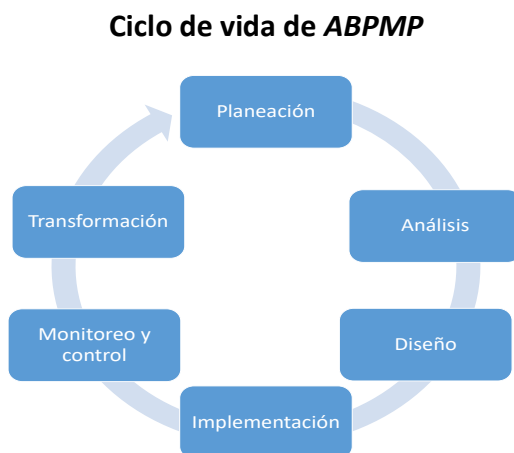 Ciclo de vida de ABPMP
Planeación
Análisis
Diseño
Implementación
Monitoreo y
control
Transformación